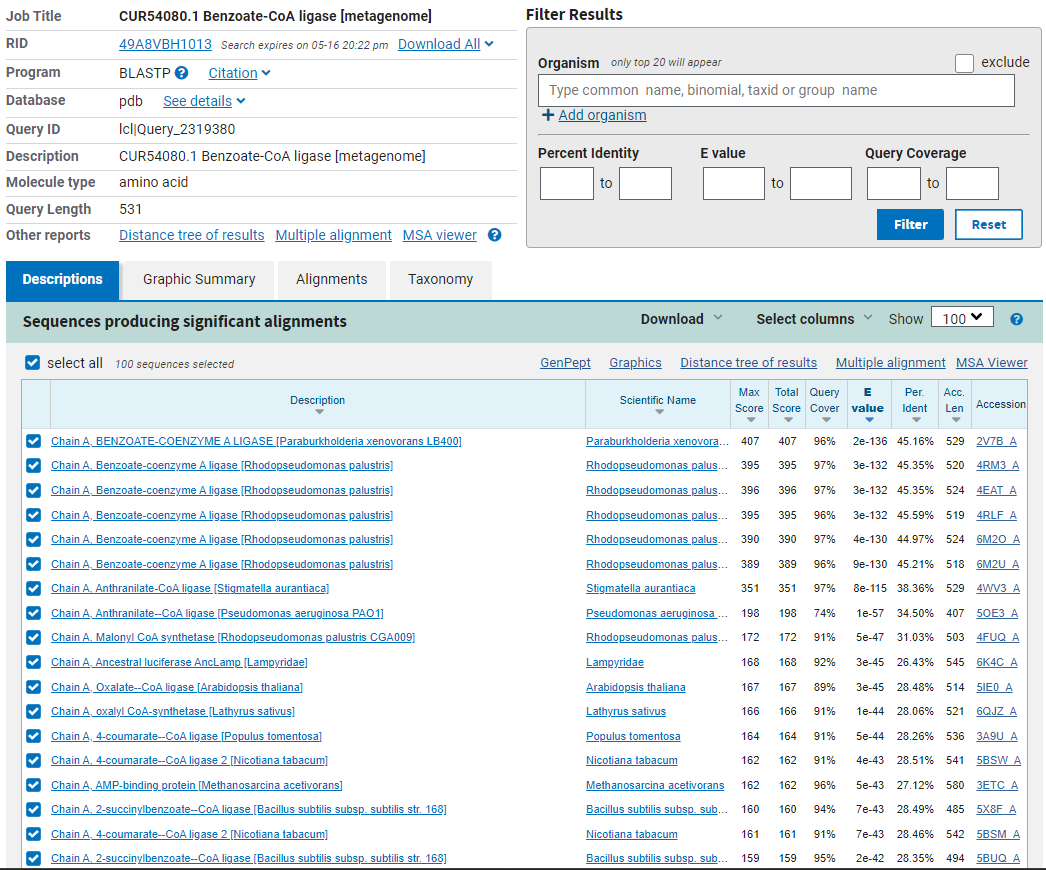 Job Title CUR54080.1 Benzoate-CoA ligase [metagenome]
RID 49A8VBH1013 Search expires on 05-16 20:22 pm Download All
Program BLASTP ? Citation
Database pdb See details
Query ID lcl|Query_2319380
Description CUR54080.1 Benzoate-CoA ligase [metagenome]
Molecule type amino acid
Query Length 531
Other reports Distance tree of results Multiple alignment MSA viewer ?
Filter Results
Organism only top 20 will appear exclude
Type common name, binomial, taxid or group name
+ Add organism
Percent Identity E value Query Coverage
to to to
Filter Reset
Descriptions Graphic Summary Alignments Taxonomy
Sequences producing significant alignments Download Select columns Show 100 ?
select all 100 sequences selected GenPept Graphics Distance tree of results Multiple alignment MSA Viewer
Description Scientific Name Max Score Total Score Query Cover E value Per. Ident Acc. Len Accession
Chain A, BENZOATE-COENZYME A LIGASE [Paraburkholderia xenovorans LB400] Paraburkholderia xenovora... 407 407 96% 2e-136 45.16% 529 2V7B_A
Chain A, Benzoate-coenzyme A ligase [Rhodopseudomonas palustris] Rhodopseudomonas palus... 395 395 97% 3e-132 45.35% 520 4RM3_A
Chain A, Benzoate-coenzyme A ligase [Rhodopseudomonas palustris] Rhodopseudomonas palus... 396 396 97% 3e-132 45.35% 524 4EAT_A
Chain A, Benzoate-coenzyme A ligase [Rhodopseudomonas palustris] Rhodopseudomonas palus... 395 395 96% 3e-132 45.59% 519 4RLF_A
Chain A, Benzoate-coenzyme A ligase [Rhodopseudomonas palustris] Rhodopseudomonas palus... 390 390 97% 4e-130 44.97% 524 6M2O_A
Chain A, Benzoate-coenzyme A ligase [Rhodopseudomonas palustris] Rhodopseudomonas palus... 389 389 96% 9e-130 45.21% 518 6M2U_A
Chain A, Anthranilate-CoA ligase [Stigmatella aurantiaca] Stigmatella aurantiaca 351 351 97% 8e-115 38.36% 529 4WV3_A
Chain A, Anthranilate--CoA ligase [Pseudomonas aeruginosa PAO1] Pseudomonas aeruginosa ... 198 198 74% 1e-57 34.50% 407 5OE3_A
Chain A, Malonyl CoA synthetase [Rhodopseudomonas palustris CGA009] Rhodopseudomonas palus... 172 172 91% 5e-47 31.03% 503 4FUQ_A
Chain A, Ancestral luciferase AncLamp [Lampyridae] Lampyridae 168 168 92% 3e-45 26.43% 545 6K4C_A
Chain A, Oxalate--CoA ligase [Arabidopsis thaliana] Arabidopsis thaliana 167 167 89% 3e-45 28.48% 514 5IE0_A
Chain A, oxalyl CoA-synthetase [Lathyrus sativus] Lathyrus sativus 166 166 91% 1e-44 28.06% 521 6QJZ_A
Chain A, 4-coumarate--CoA ligase [Populus tomentosa] Populus tomentosa 164 164 91% 5e-44 28.26% 536 3A9U_A
Chain A, 4-coumarate--CoA ligase 2 [Nicotiana tabacum] Nicotiana tabacum 162 162 91% 4e-43 28.51% 541 5BSW_A
Chain A, AMP-binding protein [Methanosarcina acetivorans] Methanosarcina acetivorans 162 162 96% 5e-43 27.12% 580 3ETC_A
Chain A, 2-succinylbenzoate--CoA ligase [Bacillus subtilis subsp. subtilis str. 168] Bacillus subtilis subsp. sub... 160 160 94% 7e-43 28.49% 485 5X8F_A
Chain A, 4-coumarate--CoA ligase 2 [Nicotiana tabacum] Nicotiana tabacum 161 161 91% 7e-43 28.46% 542 5BSM_A
Chain A, 2-succinylbenzoate--CoA ligase [Bacillus subtilis subsp. subtilis str. 168] Bacillus subtilis subsp. sub... 159 159 95% 2e-42 28.35% 494 5BUQ_A